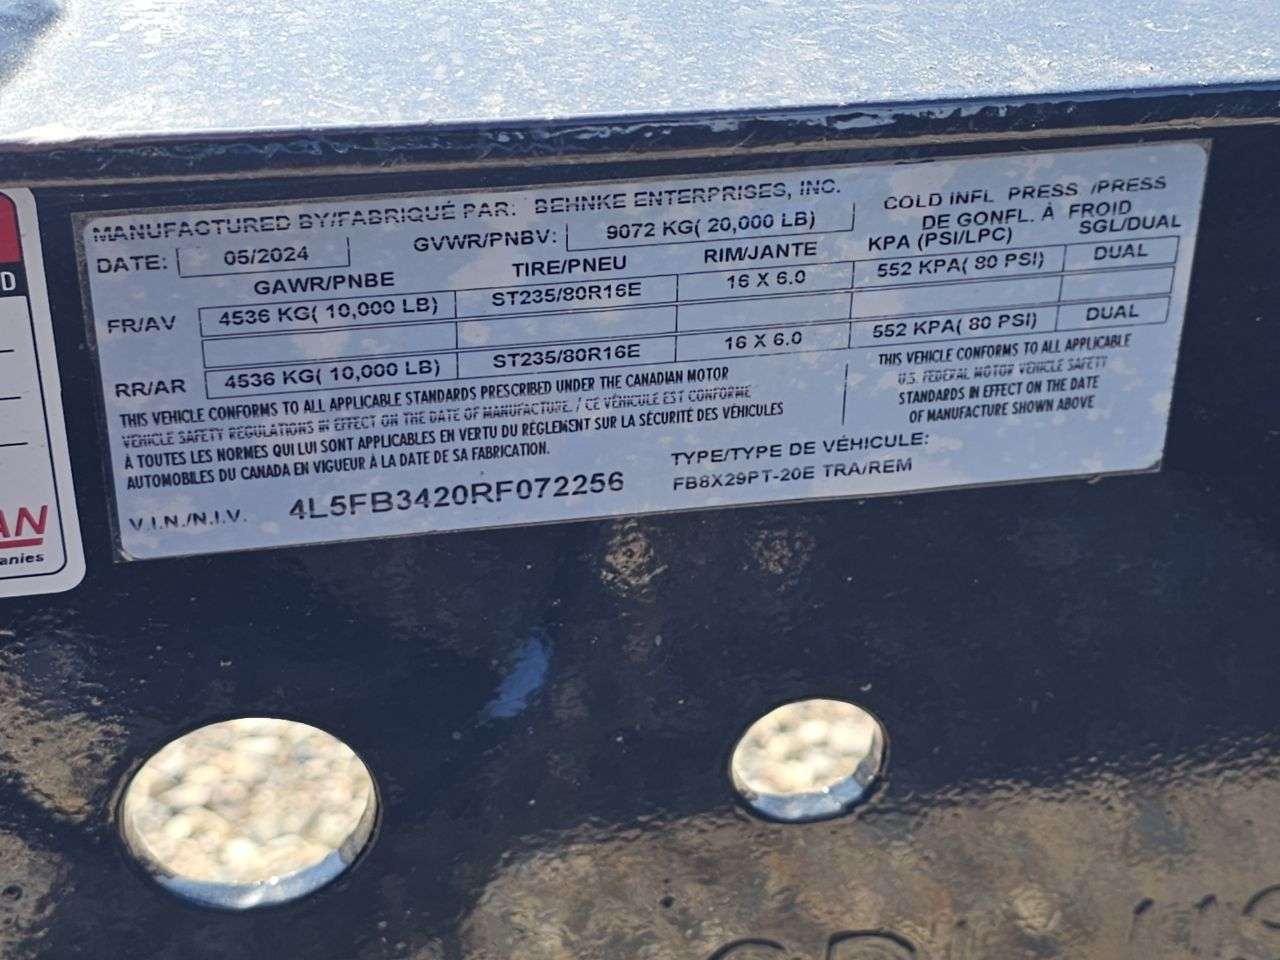 MANUFACTURED BY/FABRIQUÉ PAR: BEHNKE ENTERPRISES, INC.
DATE: 05/2024 GVWR/PNBV: 9072 KG( 20,000 LB)
COLD INFL PRESS /PRESS
DE GONFL. À FROID
GAWR/PNBE TIRE/PNEU RIM/JANTE KPA (PSI/LPC) SGL/DUAL
FR/AV 4536 KG( 10,000 LB) ST235/80R16E 16 X 6.0 552 KPA( 80 PSI) DUAL
RR/AR 4536 KG( 10,000 LB) ST235/80R16E 16 X 6.0 552 KPA( 80 PSI) DUAL
THIS VEHICLE CONFORMS TO ALL APPLICABLE STANDARDS PRESCRIBED UNDER THE CANADIAN MOTOR
VEHICLE SAFETY REGULATIONS IN EFFECT ON THE DATE OF MANUFACTURE. / CE VÉHICULE EST CONFORME
À TOUTES LES NORMES QUI LUI SONT APPLICABLES EN VERTU DU RÈGLEMENT SUR LA SÉCURITÉ DES VÉHICULES
AUTOMOBILES DU CANADA EN VIGUEUR À LA DATE DE SA FABRICATION.
THIS VEHICLE CONFORMS TO ALL APPLICABLE
U.S. FEDERAL MOTOR VEHICLE SAFETY
STANDARDS IN EFFECT ON THE DATE
OF MANUFACTURE SHOWN ABOVE
V.I.N./N.I.V. 4L5FB3420RF072256
TYPE/TYPE DE VÉHICULE:
FB8X29PT-20E TRA/REM
D
AN
anies